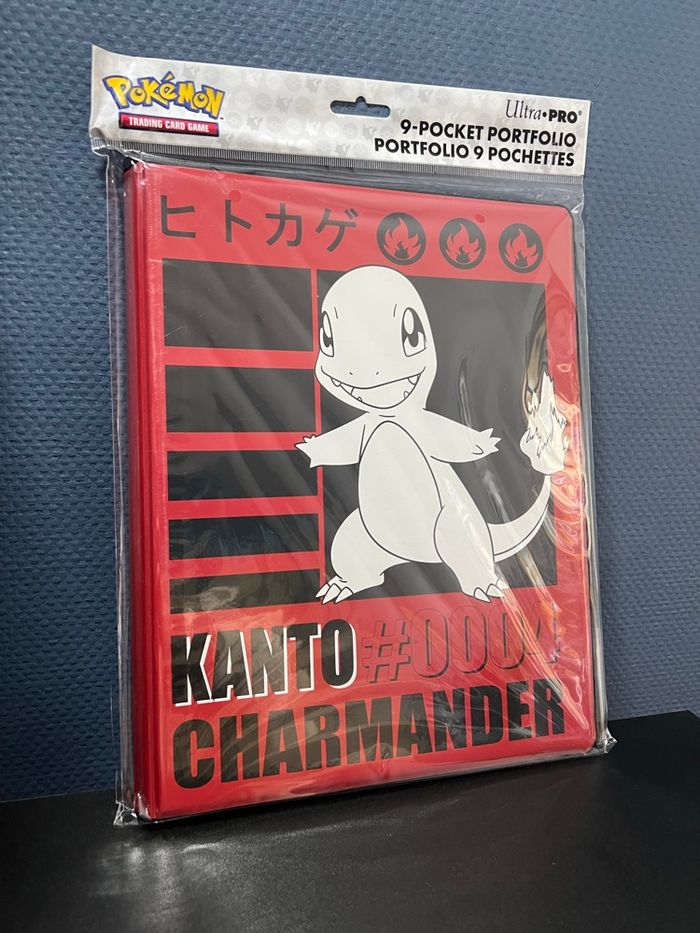 POKéMON
TRADING CARD GAME
Ultra•PRO®
9-POCKET PORTFOLIO
PORTFOLIO 9 POCHETTES
ヒトカゲ
KANTO #0004
CHARMANDER